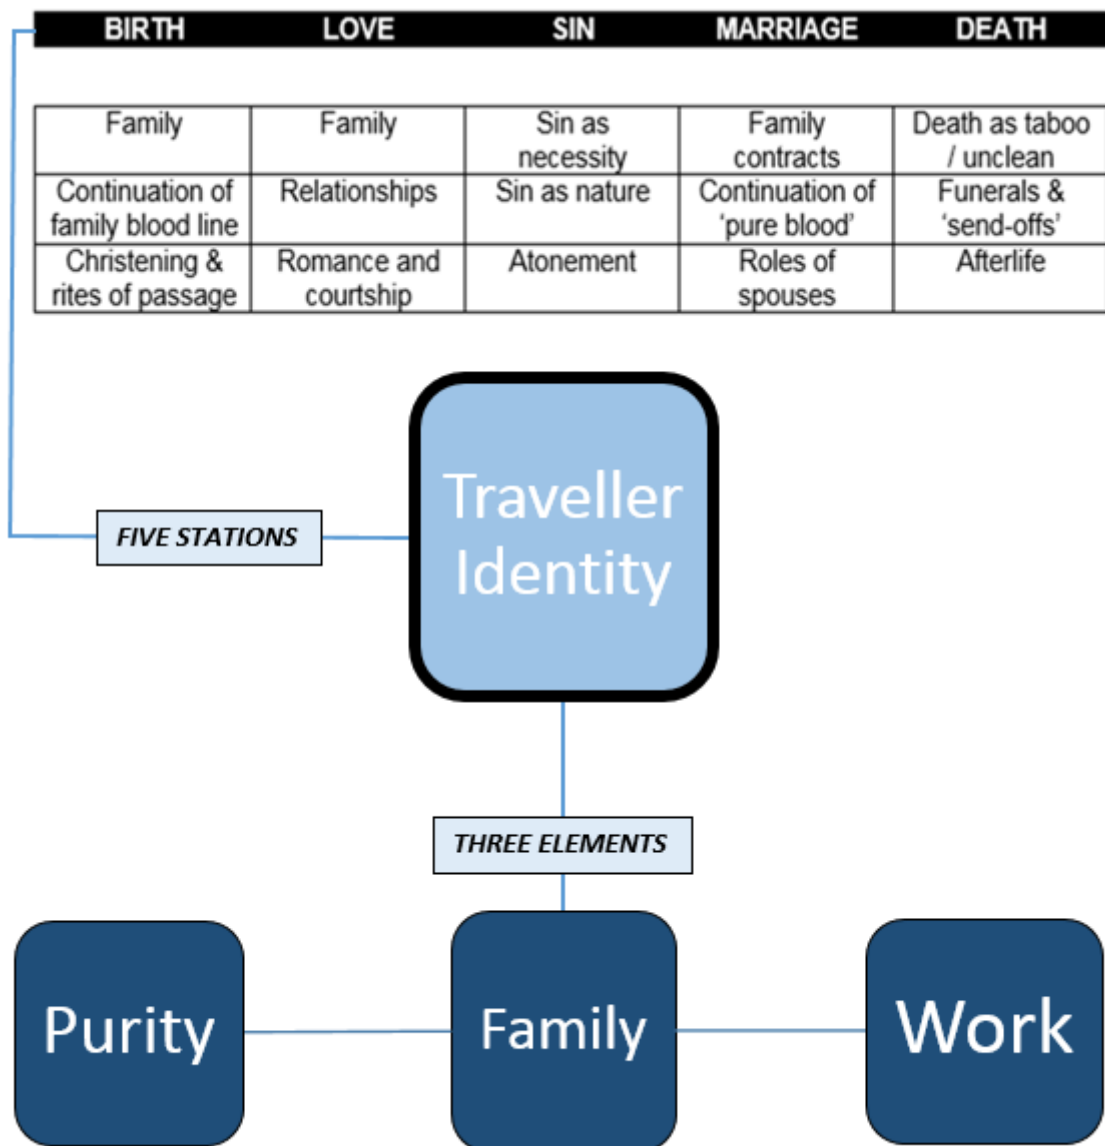 BIRTH LOVE SIN MARRIAGE DEATH
Family Family Sin as necessity Family contracts Death as taboo / unclean
Continuation of family blood line Relationships Sin as nature Continuation of ‘pure blood’ Funerals & ‘send-offs’
Christening & rites of passage Romance and courtship Atonement Roles of spouses Afterlife
Traveller
Identity
FIVE STATIONS
THREE ELEMENTS
Purity Family Work